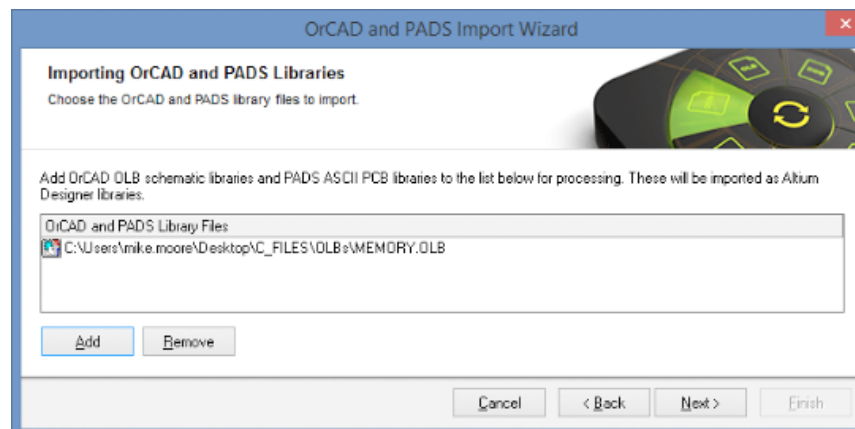 OrCAD and PADS Import Wizard
Importing OrCAD and PADS Libraries
Choose the OrCAD and PADS library files to import.
Add OrCAD OLB schematic libraries and PADS ASCII PCB libraries to the list below for processing. These will be imported as Altium
Designer libraries.
OrCAD and PADS Library Files
C:\Users\mike.moore\Desktop\C_FILES\OLBs\MEMORY.OLB
Add
Remove
Cancel
< Back
Next >
Finish